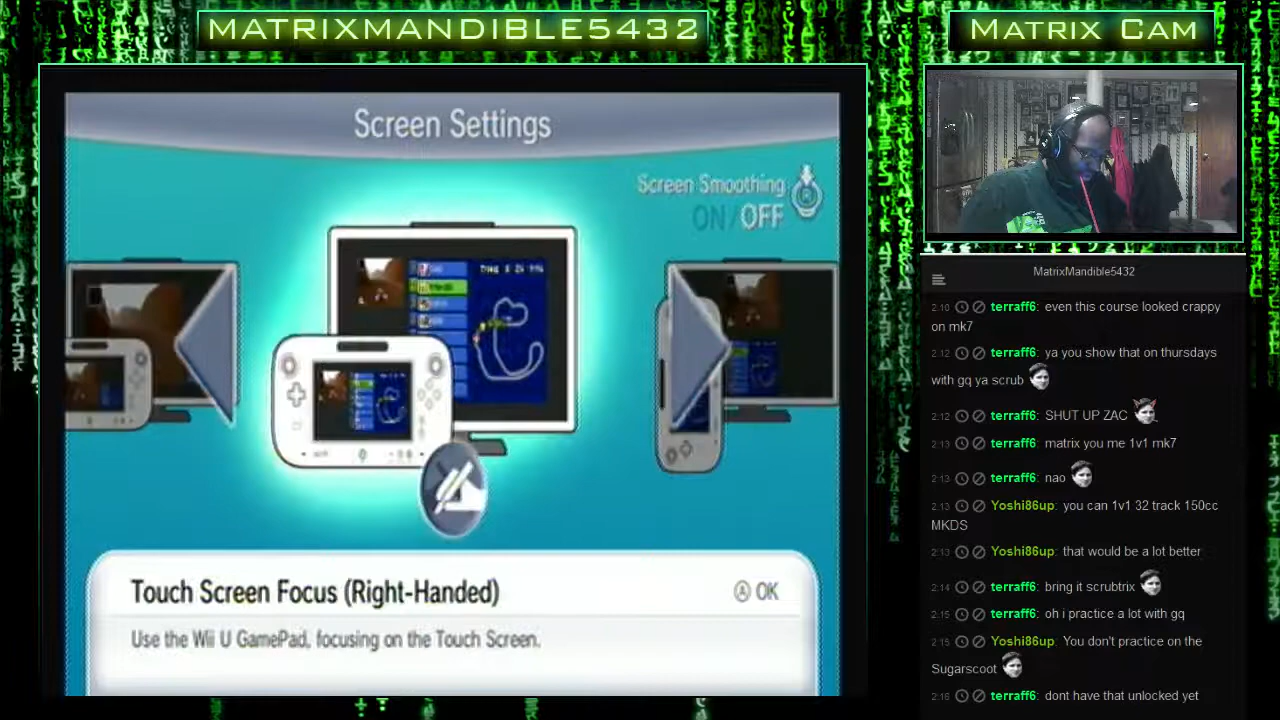 MATRIXMANDIBLE5432
Matrix Cam
Screen Settings
Screen Smoothing
ON/OFF
Touch Screen Focus (Right-Handed)
A OK
Use the Wii U GamePad, focusing on the Touch Screen.
MatrixMandible5432
2:10 terraff6: even this course looked crappy
on mk7
2:12 terraff6: ya you show that on thursdays
with gq ya scrub
2:12 terraff6: SHUT UP ZAC
2:13 terraff6: matrix you me 1v1 mk7
2:13 terraff6: nao
2:13 Yoshi86up: you can 1v1 32 track 150cc
MKDS
2:13 Yoshi86up: that would be a lot better
2:14 terraff6: bring it scrubtrix
2:15 terraff6: oh i practice a lot with gq
2:15 Yoshi86up: You don't practice on the
Sugarscoot
2:16 terraff6: dont have that unlocked yet